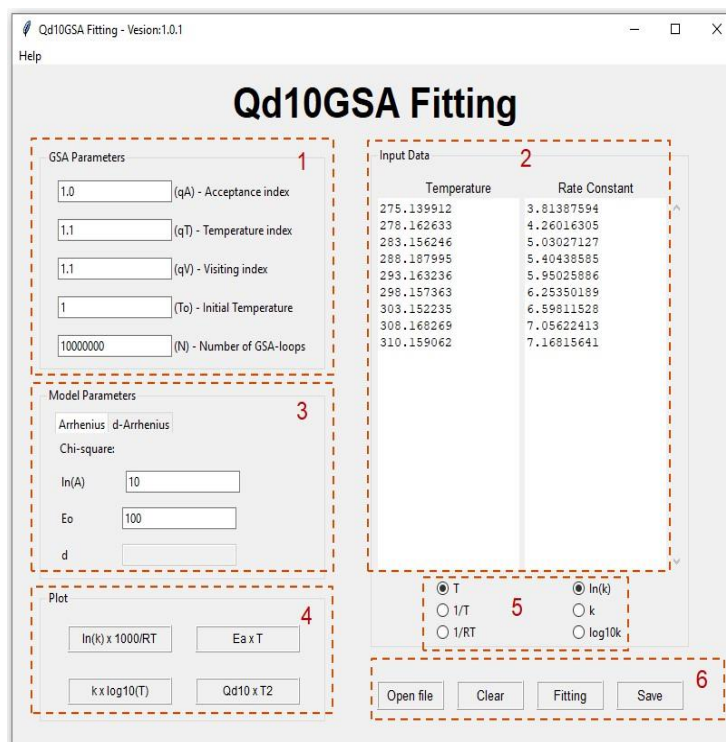 Qd10GSA Fitting - Vesion:1.0.1
Help
Qd10GSA Fitting
GSA Parameters
1
1.0 (qA) - Acceptance index
1.1 (qT) - Temperature index
1.1 (qV) - Visiting index
1 (To) - Initial Temperature
10000000 (N) - Number of GSA-loops
Input Data
2
Temperature Rate Constant
275.139912 3.81387594
278.162633 4.26016305
283.156246 5.03027127
288.187995 5.40438585
293.163236 5.95025886
298.157363 6.25350189
303.152235 6.59811528
308.168269 7.05622413
310.159062 7.16815641
Model Parameters
3
Arrhenius d-Arrhenius
Chi-square:
ln(A) 10
Eo 100
d
Plot
4
ln(k) x 1000/RT Ea x T
k x log10(T) Qd10 x T2
T ln(k)
1/T 5 k
1/RT log10k
6
Open file Clear Fitting Save